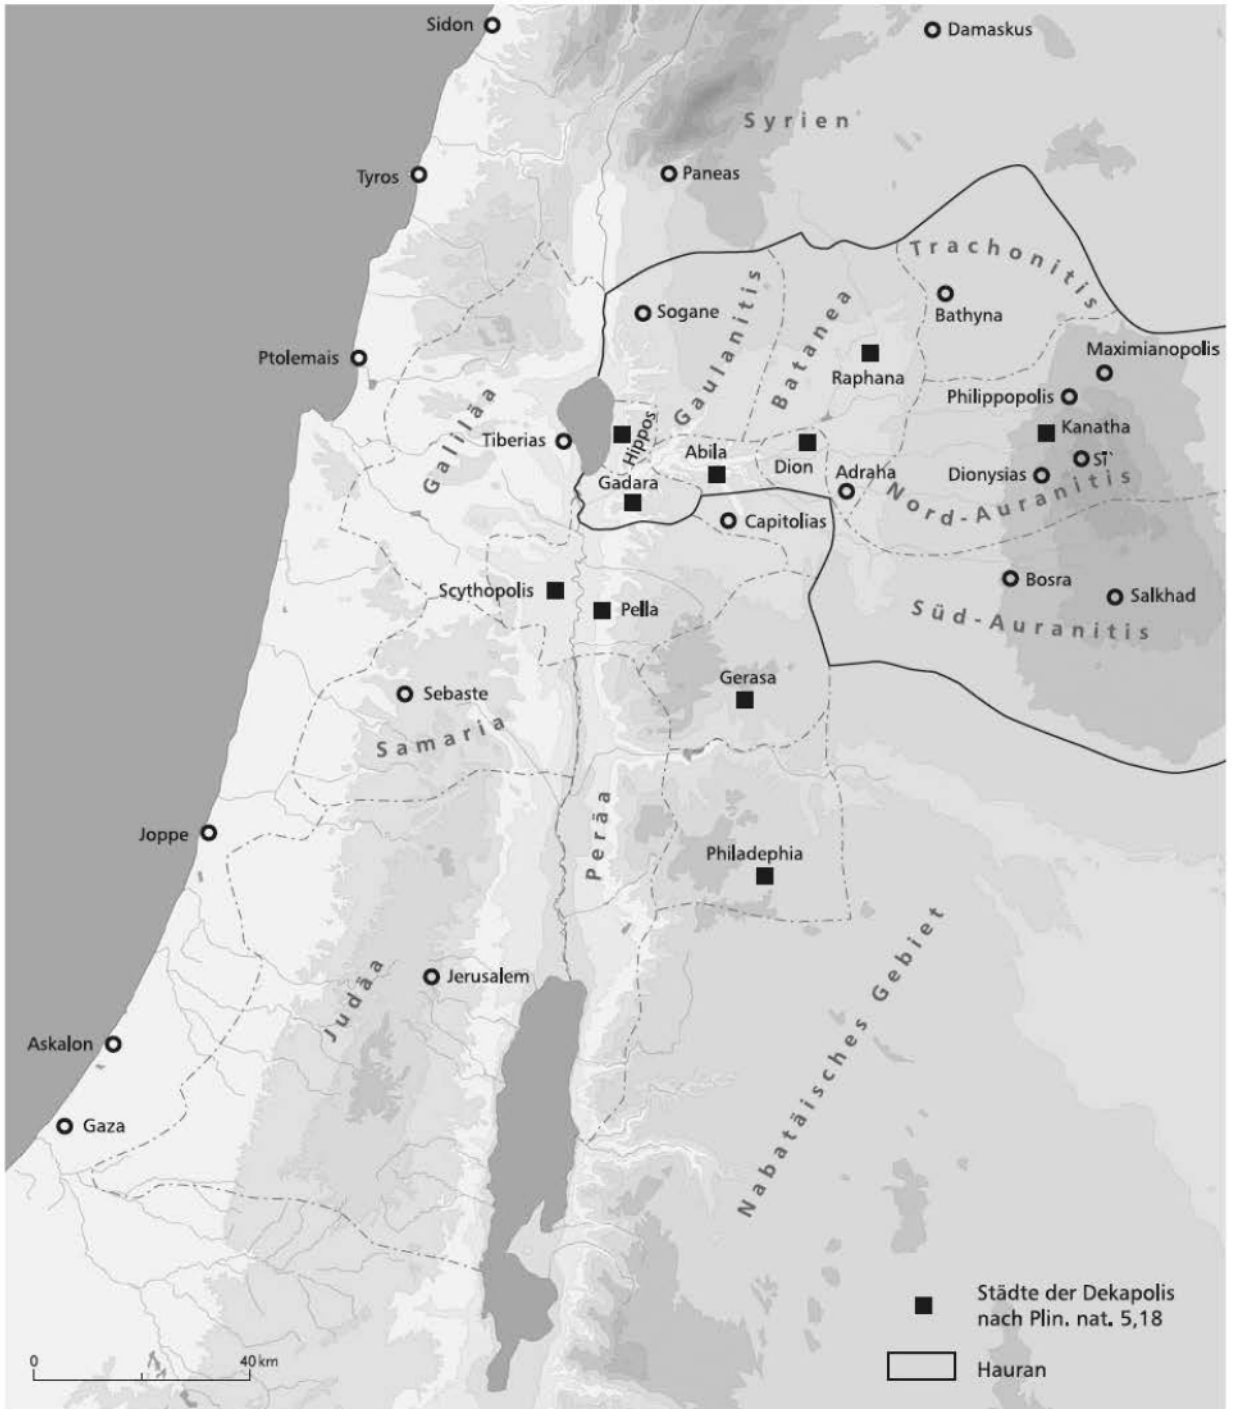 Sidon
Damaskus
Syrien
Tyros
Paneas
Trachonitis
Sogane
Bathyna
Gaulanitis
Batanea
Ptolemais
Maximianopolis
Raphana
Philippopolis
Galiläa
Tiberias
Hippos
Kanatha
Abila
Dion
Sī
Adraha
Dionysias
Gadara
Nord-Auranitis
Capitolias
Scythopolis
Pella
Bosra
Salkhad
Süd-Auranitis
Gerasa
Sebaste
Samaria
Peräa
Joppe
Philadephia
Nabatäisches Gebiet
Judäa
Jerusalem
Askalon
Gaza
Städte der Dekapolis
nach Plin. nat. 5,18
Hauran
0 40 km